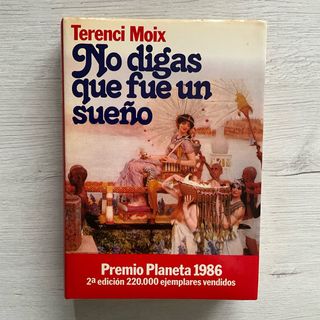 Terenci Moix
No digas
que fue un
sueño
Premio Planeta 1986
2ª edición 220.000 ejemplares vendidos